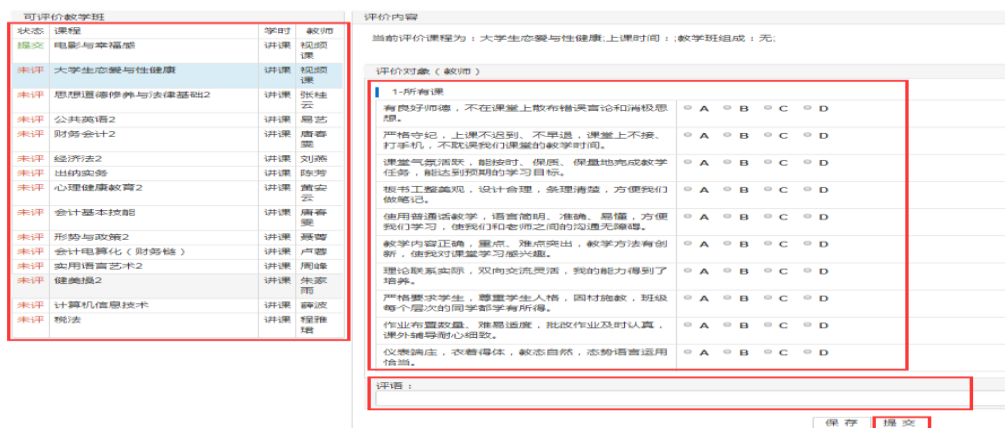 可评价教学班
状态 课程 学时 教师
提交 电影与幸福感 讲课 视频课
未评 大学生恋爱与性健康 讲课 视频课
未评 思想道德修养与法律基础2 讲课 张桂云
未评 公共英语2 讲课 易艺
未评 财务会计2 讲课 唐春雯
未评 经济法2 讲课 刘燕
未评 出纳实务 讲课 陈芳
未评 心理健康教育2 讲课 黄安云
未评 会计基本技能 讲课 唐春雯
未评 形势与政策2 讲课 聂菁
未评 会计电算化(财务链) 讲课 卢蓉
未评 实用语言艺术2 讲课 周峰
未评 健美操2 讲课 朱家雨
未评 计算机信息技术 讲课 薛波
未评 税法 讲课 程雅琪
评价内容
当前评价课程为:大学生恋爱与性健康;上课时间:;教学班组成:无;
评价对象(教师)
1-所有课
有良好师德,不在课堂上散布错误言论和消极思想。 A B C D
严格守纪,上课不迟到、不早退,课堂上不接、打手机,不耽误我们课堂的教学时间。 A B C D
课堂气氛活跃,能按时、保质、保量地完成教学任务,能达到预期的学习目标。 A B C D
板书工整美观,设计合理,条理清楚,方便我们做笔记。 A B C D
使用普通话教学,语言简明、准确、易懂,方便我们学习,使我们和老师之间的沟通无障碍。 A B C D
教学内容正确,重点、难点突出,教学方法有创新,使我对课堂学习感兴趣。 A B C D
理论联系实际,双向交流灵活,我的能力得到了培养。 A B C D
严格要求学生,尊重学生人格,因材施教,班级每个层次的同学都学有所得。 A B C D
作业布置数量、难易适度,批改作业及时认真,课外辅导耐心细致。 A B C D
仪表端庄,衣着得体,教态自然,态势语言运用恰当。 A B C D
评语:
保 存 提 交